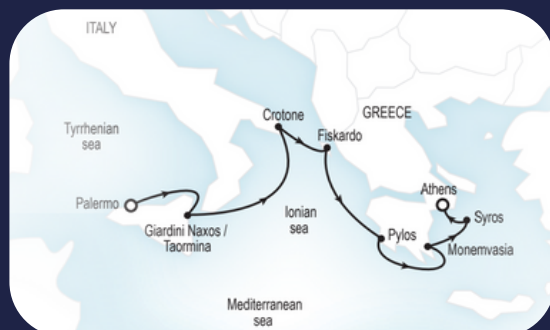 ITALY
Crotone
GREECE
Fiskardo
Tyrrhenian
sea
Palermo
Giardini Naxos /
Taormina
Ionian
sea
Athens
Syros
Pylos
Monemvasia
Mediterranean
sea